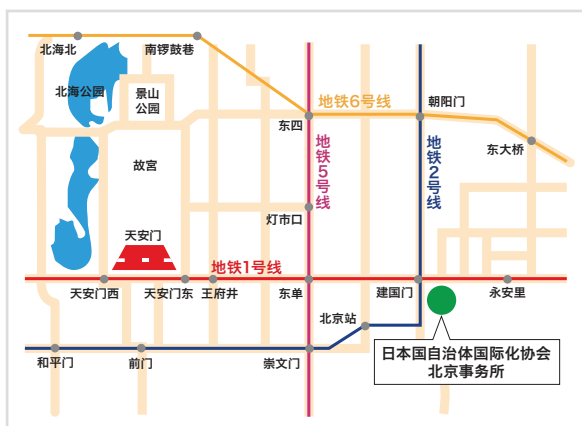 北海北
南锣鼓巷
北海公园
景山
公园
地铁6号线
朝阳门
东四
东大桥
地铁5号线
地铁2号线
故宫
灯市口
天安门
地铁1号线
天安门西
天安门东
王府井
东单
建国门
永安里
北京站
和平门
前门
崇文门
日本国自治体国际化协会
北京事务所